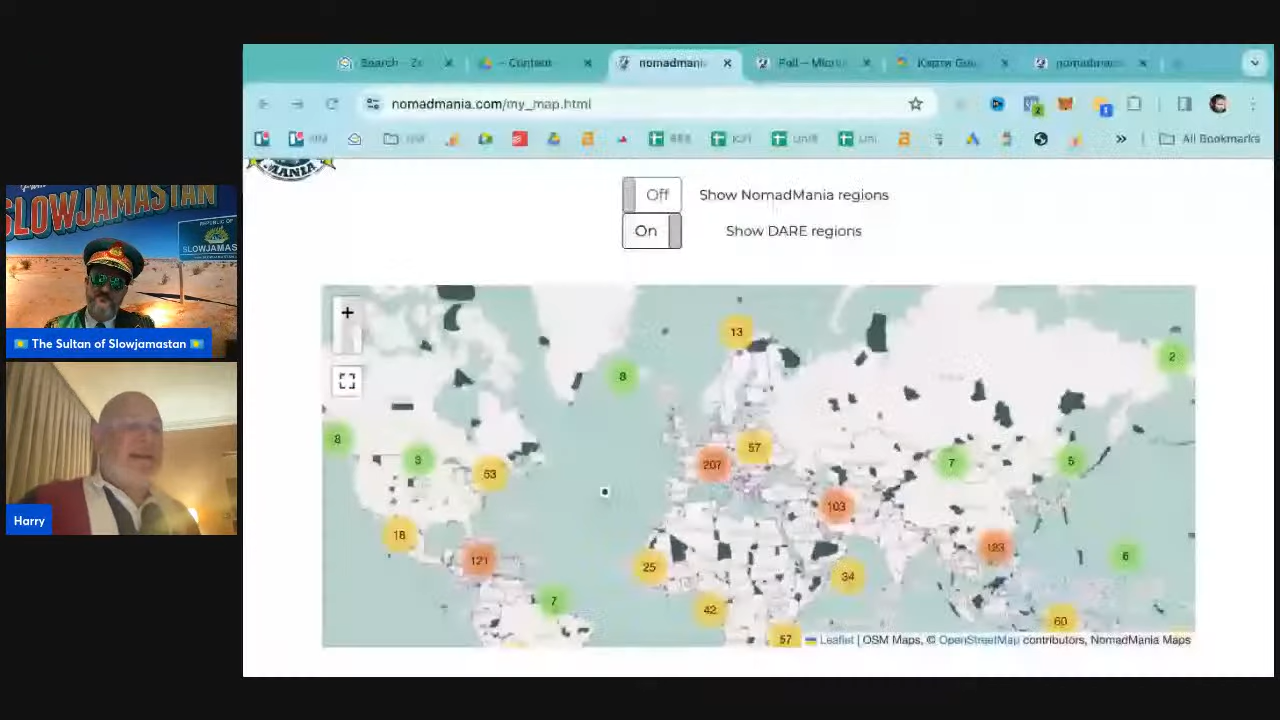 nomadmania
nomadmania.com/my_map.html
All Bookmarks
MANIA
Off Show NomadMania regions
On Show DARE regions
SLOWJAMASTAN
REPUBLIC OF
SLOWJAMAS
The Sultan of Slowjamastan
Harry
+
13
8
2
8
3
53
207
57
7
5
103
18
121
25
34
183
6
7
42
57
60
Leaflet | OSM Maps, © OpenStreetMap contributors, NomadMania Maps